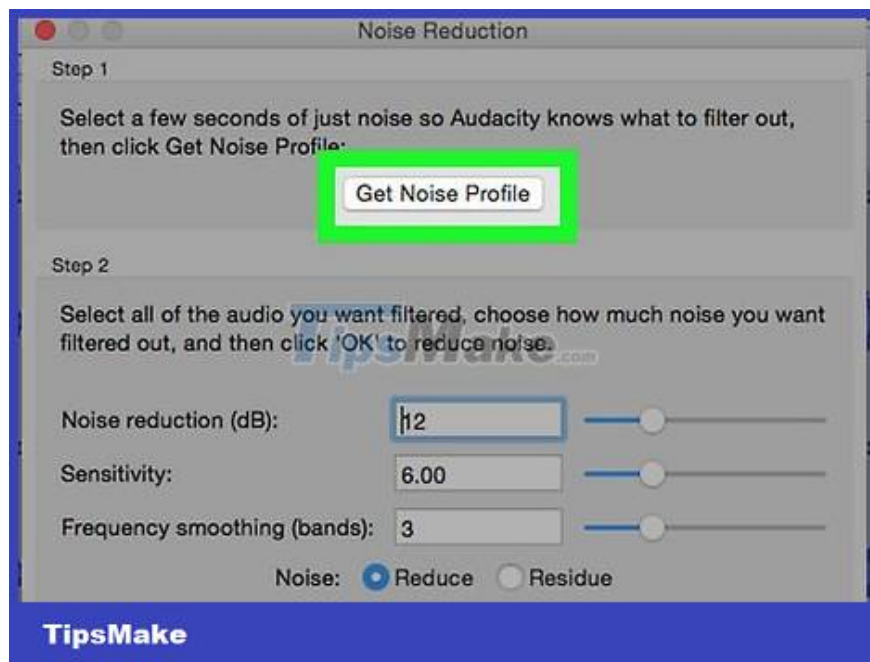 Noise Reduction
Step 1
Select a few seconds of just noise so Audacity knows what to filter out,
then click Get Noise Profile:
Get Noise Profile
Step 2
Select all of the audio you want filtered, choose how much noise you want
filtered out, and then click 'OK' to reduce noise.
TipsMake.com
Noise reduction (dB): 12
Sensitivity: 6.00
Frequency smoothing (bands): 3
Noise: Reduce Residue
TipsMake